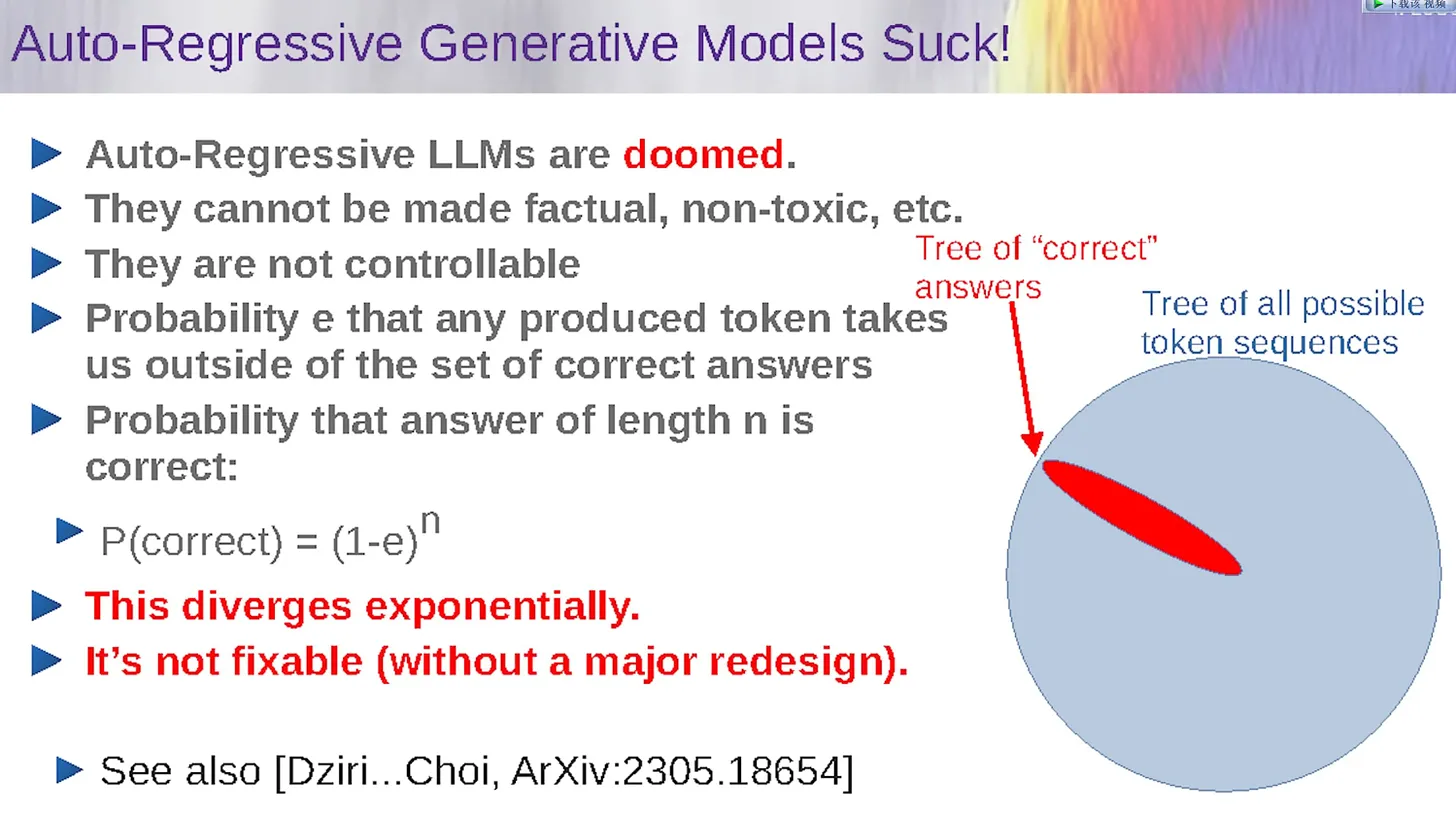 下载该视频
Auto-Regressive Generative Models Suck!
Auto-Regressive LLMs are doomed.
They cannot be made factual, non-toxic, etc.
They are not controllable
Probability e that any produced token takes
us outside of the set of correct answers
Probability that answer of length n is
correct:
P(correct) = (1-e)^n
This diverges exponentially.
It’s not fixable (without a major redesign).
See also [Dziri...Choi, ArXiv:2305.18654]
Tree of “correct”
answers
Tree of all possible
token sequences